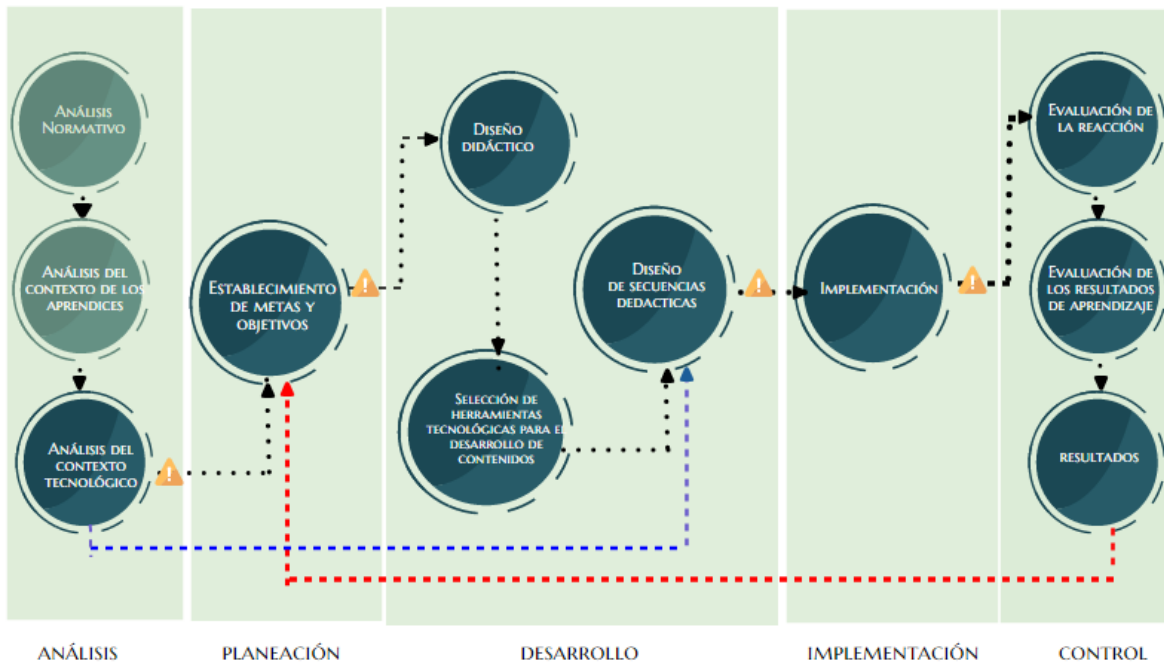 ANÁLISIS
NORMATIVO
ANÁLISIS DEL
CONTEXTO DE LOS
APRENDICES
ANÁLISIS DEL
CONTEXTO
TECNOLÓGICO
ESTABLECIMIENTO
DE METAS Y
OBJETIVOS
DISEÑO
DIDÁCTICO
SELECCIÓN DE
HERRAMIENTAS
TECNOLÓGICAS PARA EL
DESARROLLO DE
CONTENIDOS
DISEÑO
DE SECUENCIAS
DEDACTICAS
IMPLEMENTACIÓN
EVALUACIÓN DE
LA REACCIÓN
EVALUACIÓN DE
LOS RESULTADOS
DE APRENDIZAJE
RESULTADOS
ANÁLISIS
PLANEACIÓN
DESARROLLO
IMPLEMENTACIÓN
CONTROL